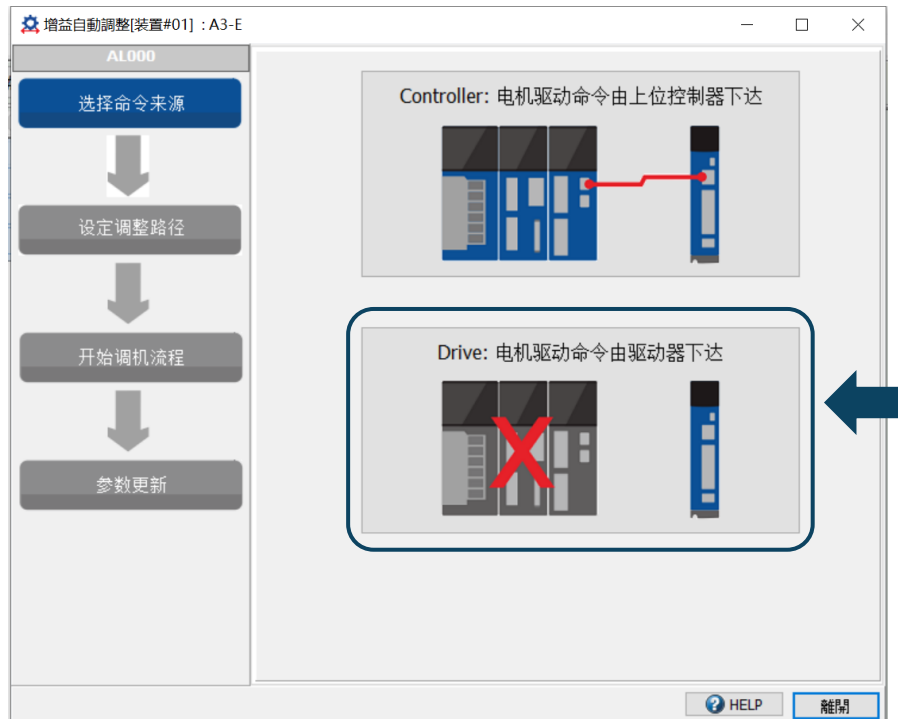 增益自動調整[裝置#01] : A3-E
AL000
选择命令来源
设定调整路径
开始调机流程
参数更新
Controller: 电机驱动命令由上位控制器下达
Drive: 电机驱动命令由驱动器下达
HELP
離開